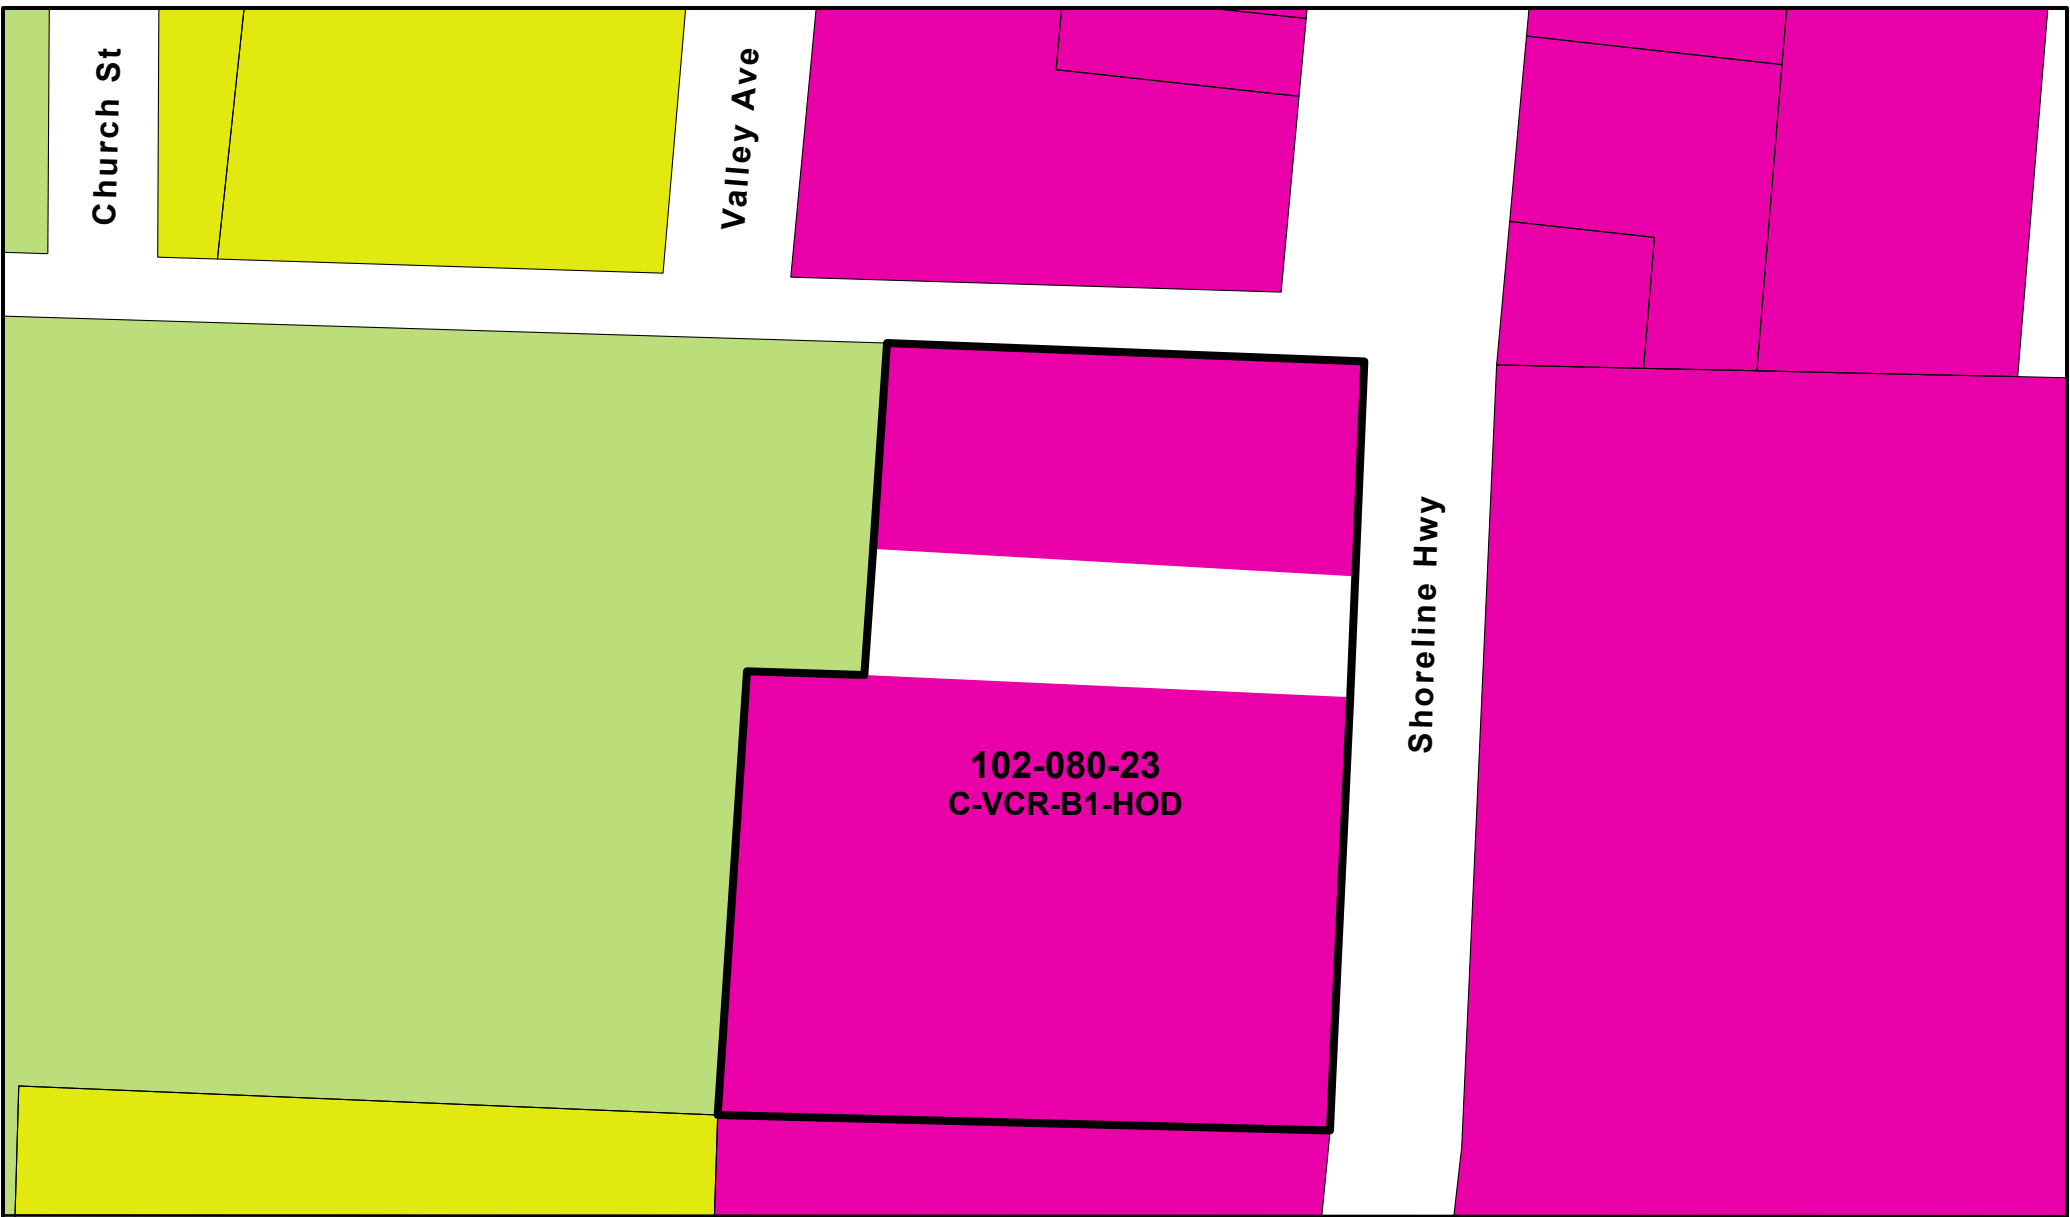 Church St
Valley Ave
Shoreline Hwy
102-080-23
C-VCR-B1-HOD